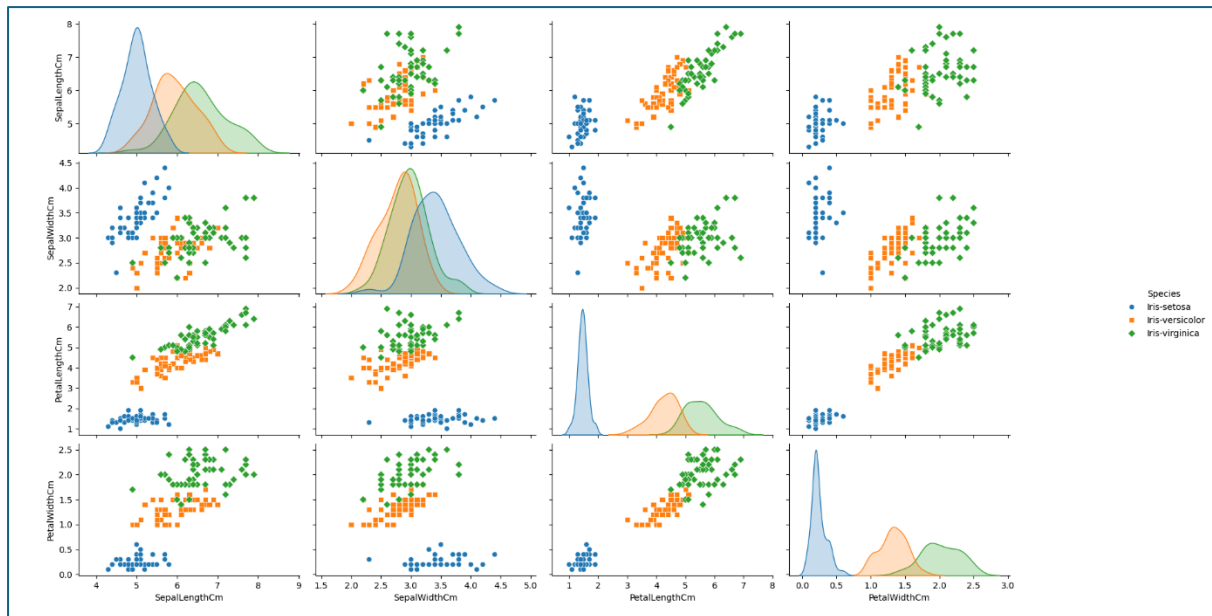 SepalLengthCm
8
7
6
5
SepalWidthCm
4.5
4.0
3.5
3.0
2.5
2.0
Species
Iris-setosa
Iris-versicolor
Iris-virginica
PetalLengthCm
7
6
5
4
3
2
1
PetalWidthCm
2.5
2.0
1.5
1.0
0.5
0.0
4 5 6 7 8 9
1.5 2.0 2.5 3.0 3.5 4.0 4.5 5.0
1 2 3 4 5 6 7 8
0.0 0.5 1.0 1.5 2.0 2.5 3.0
SepalLengthCm
SepalWidthCm
PetalLengthCm
PetalWidthCm